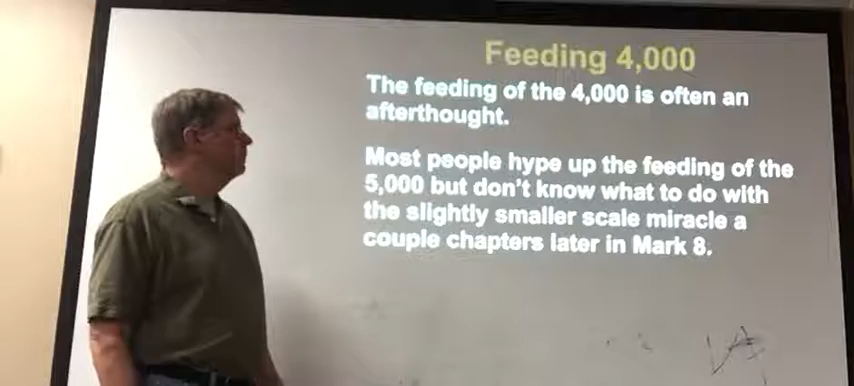 Feeding 4,000
The feeding of the 4,000 is often an
afterthought.
Most people hype up the feeding of the
5,000 but don't know what to do with
the slightly smaller scale miracle a
couple chapters later in Mark 8.